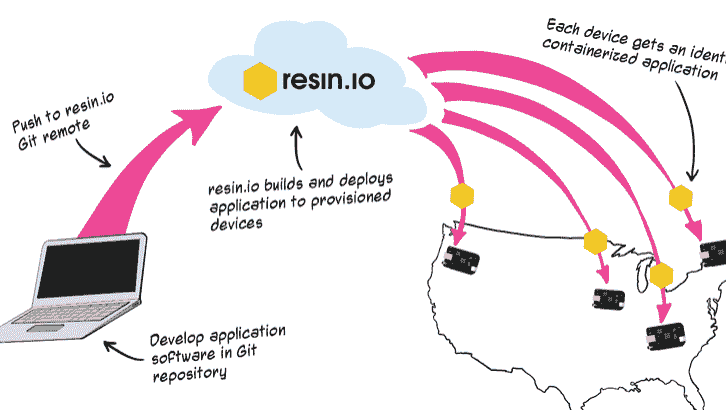 Push to resin.io
Git remote
resin.io
resin.io builds and deploys
application to provisioned
devices
Each device gets an
containerized application
Develop application
software in Git
repository